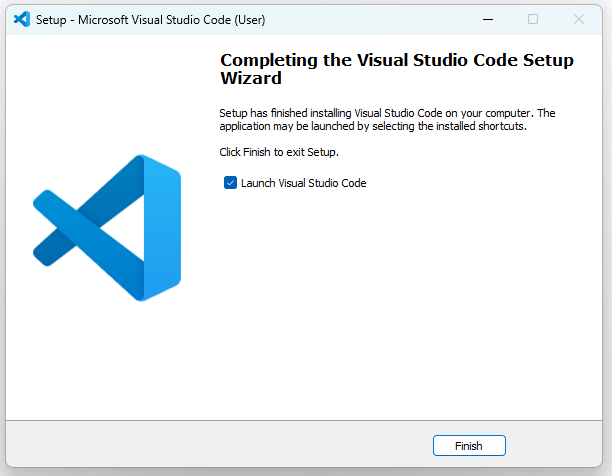 Setup - Microsoft Visual Studio Code (User)
Completing the Visual Studio Code Setup
Wizard
Setup has finished installing Visual Studio Code on your computer. The
application may be launched by selecting the installed shortcuts.
Click Finish to exit Setup.
Launch Visual Studio Code
Finish